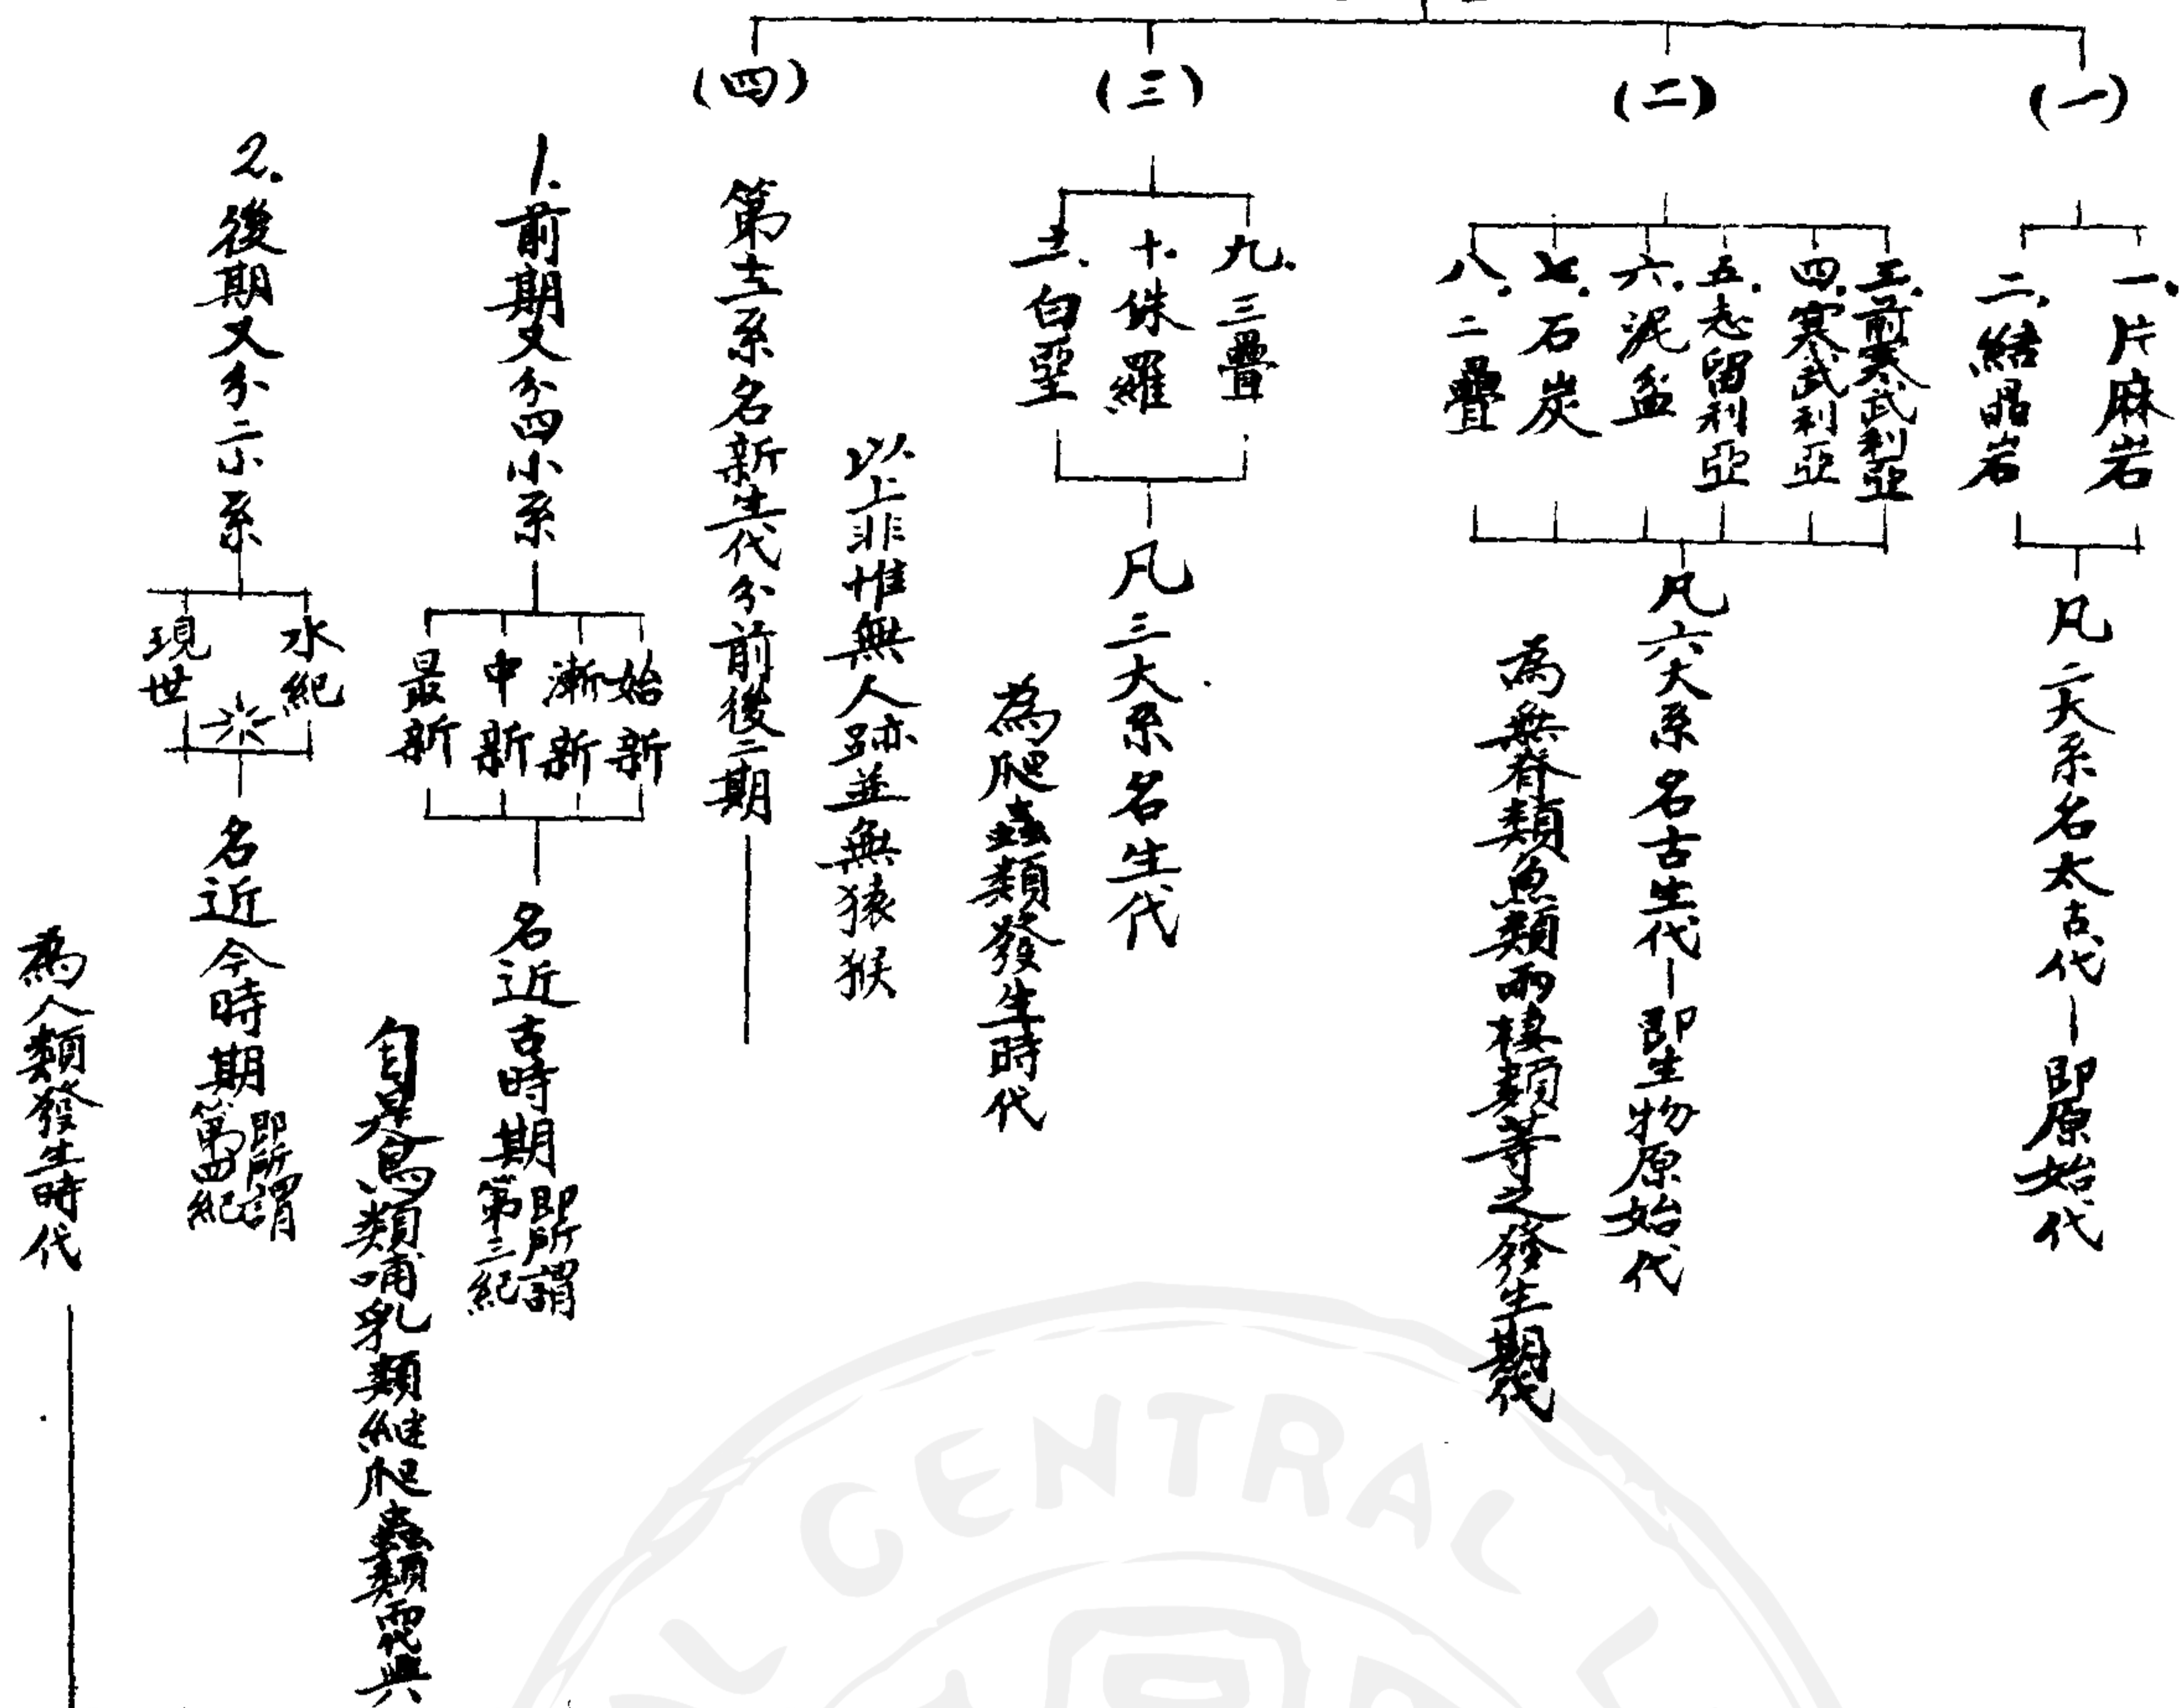 (一)
一.片麻岩
二.結晶岩
凡二大系名太古代—即原始代
(二)
三.前寒武利亞
四.寒武利亞
五.志留利亞
六.泥盆
七.石炭
八.二疊
凡六大系名古生代—即生物原始代
為無脊類魚類兩棲類等之發生期代
(三)
九.三疊
十.侏羅
十一.白堊
凡三大系名生代
為爬蟲類發生時代
以上非惟無人跡並無猿猴
(四)
第十二系名新生代分前後二期—
1.前期又分四小系
始新
漸新
中新
最新
名近古時期即所謂第三紀
自是鳥類哺乳類繼爬蟲類而代興
2.後期又分二小系
水紀
現世
名近今時期即所謂第四紀
為人類發生時代
CENTRAL